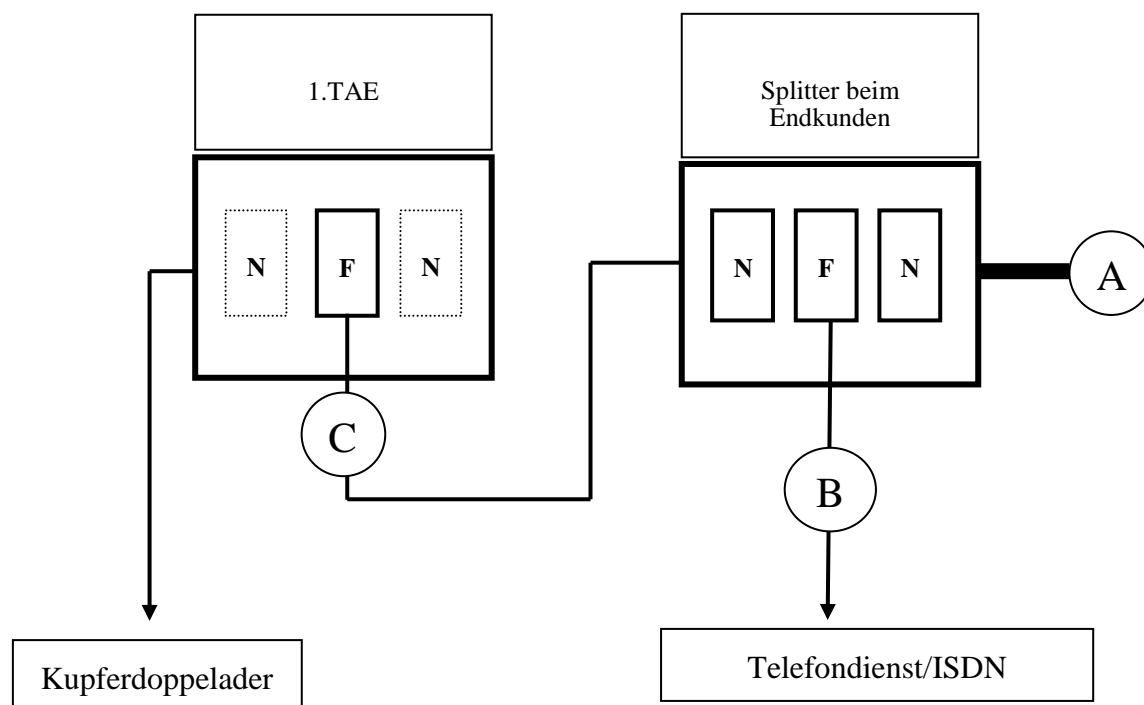 1.TAE
Splitter beim
Endkunden
N F N
N F N
A
C
B
Kupferdoppelader
Telefondienst/ISDN